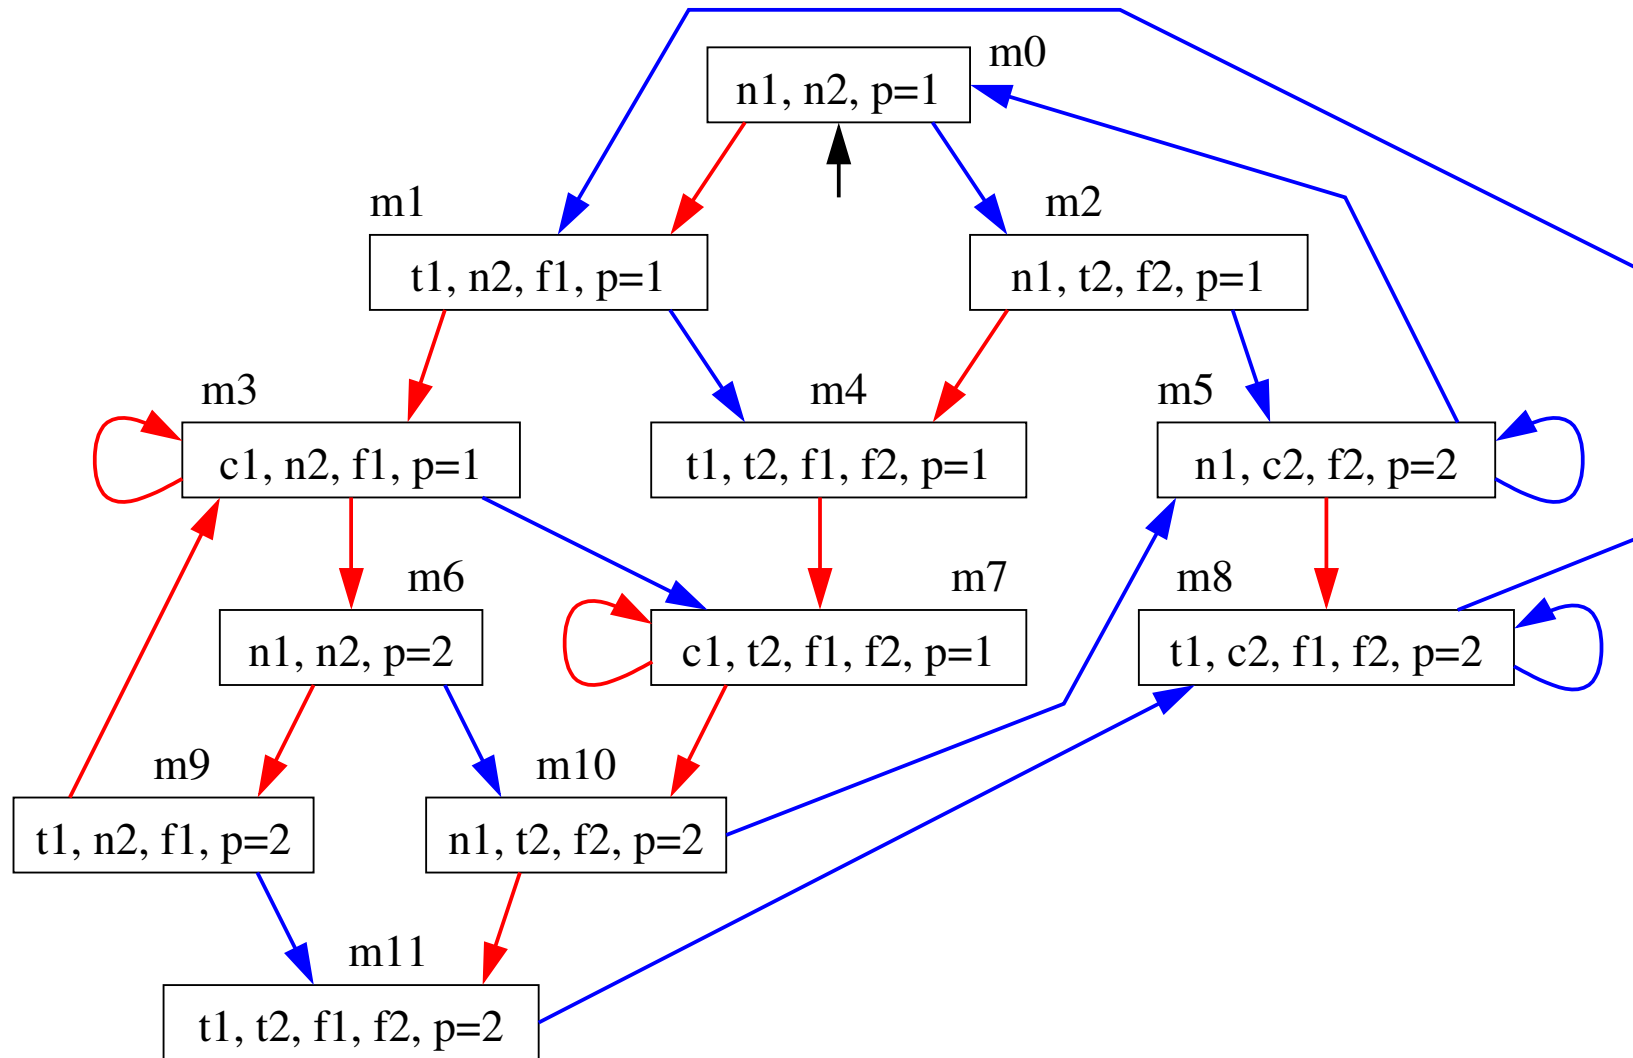 m0
n1, n2, p=1
m1
m2
t1, n2, f1, p=1
n1, t2, f2, p=1
m3
m4
m5
c1, n2, f1, p=1
t1, t2, f1, f2, p=1
n1, c2, f2, p=2
m6
m7
m8
n1, n2, p=2
c1, t2, f1, f2, p=1
t1, c2, f1, f2, p=2
m9
m10
t1, n2, f1, p=2
n1, t2, f2, p=2
m11
t1, t2, f1, f2, p=2